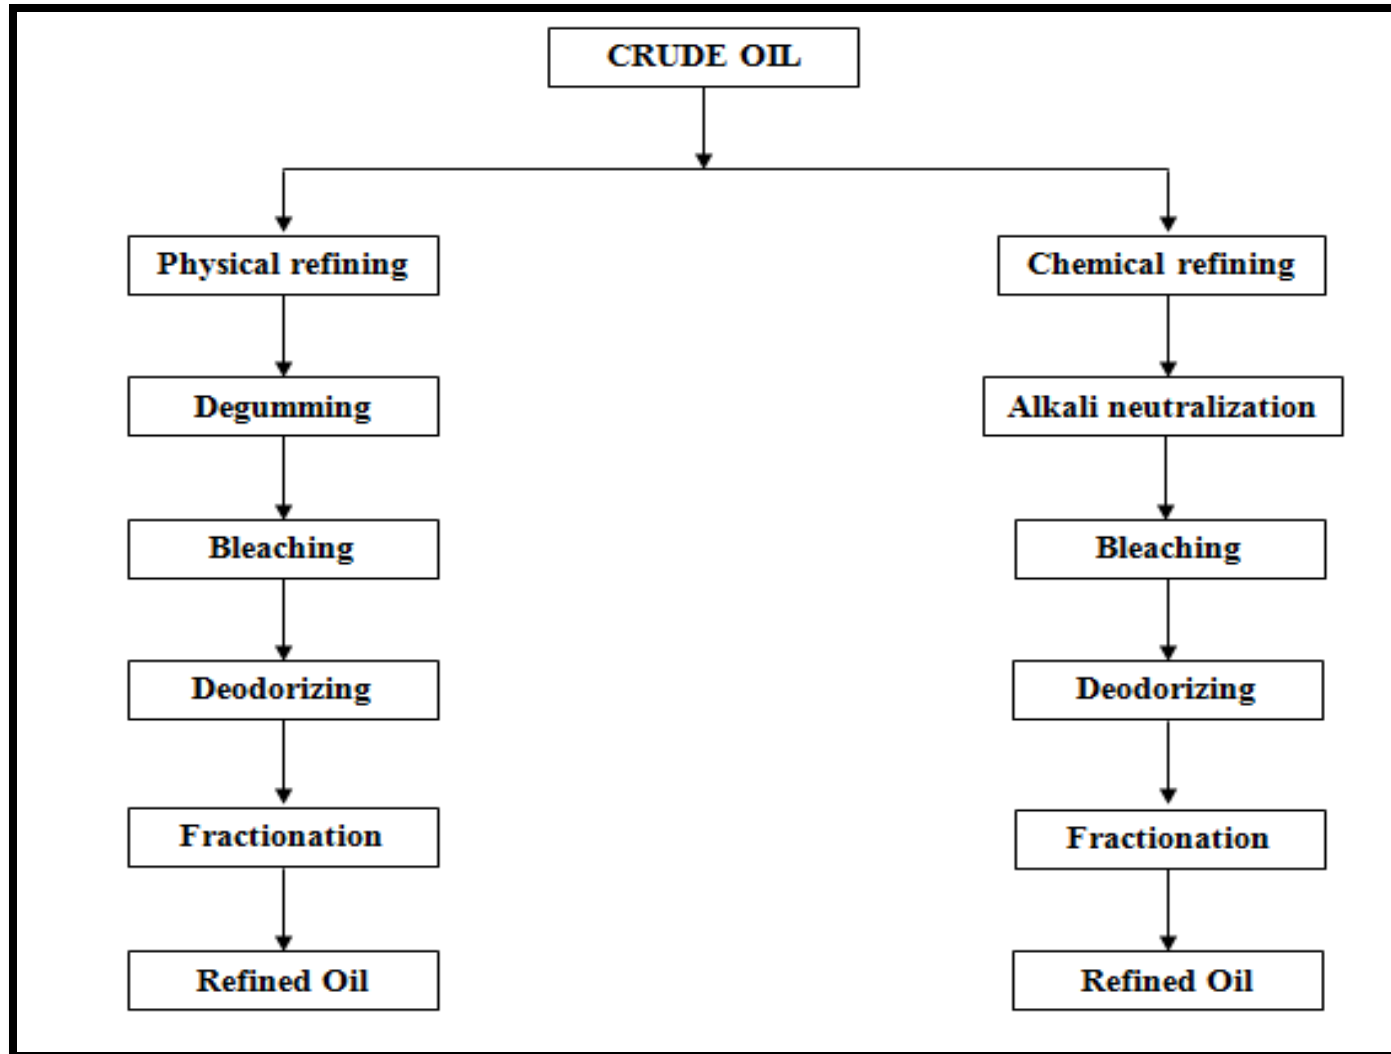 CRUDE OIL
Physical refining
Chemical refining
Degumming
Alkali neutralization
Bleaching
Bleaching
Deodorizing
Deodorizing
Fractionation
Fractionation
Refined Oil
Refined Oil